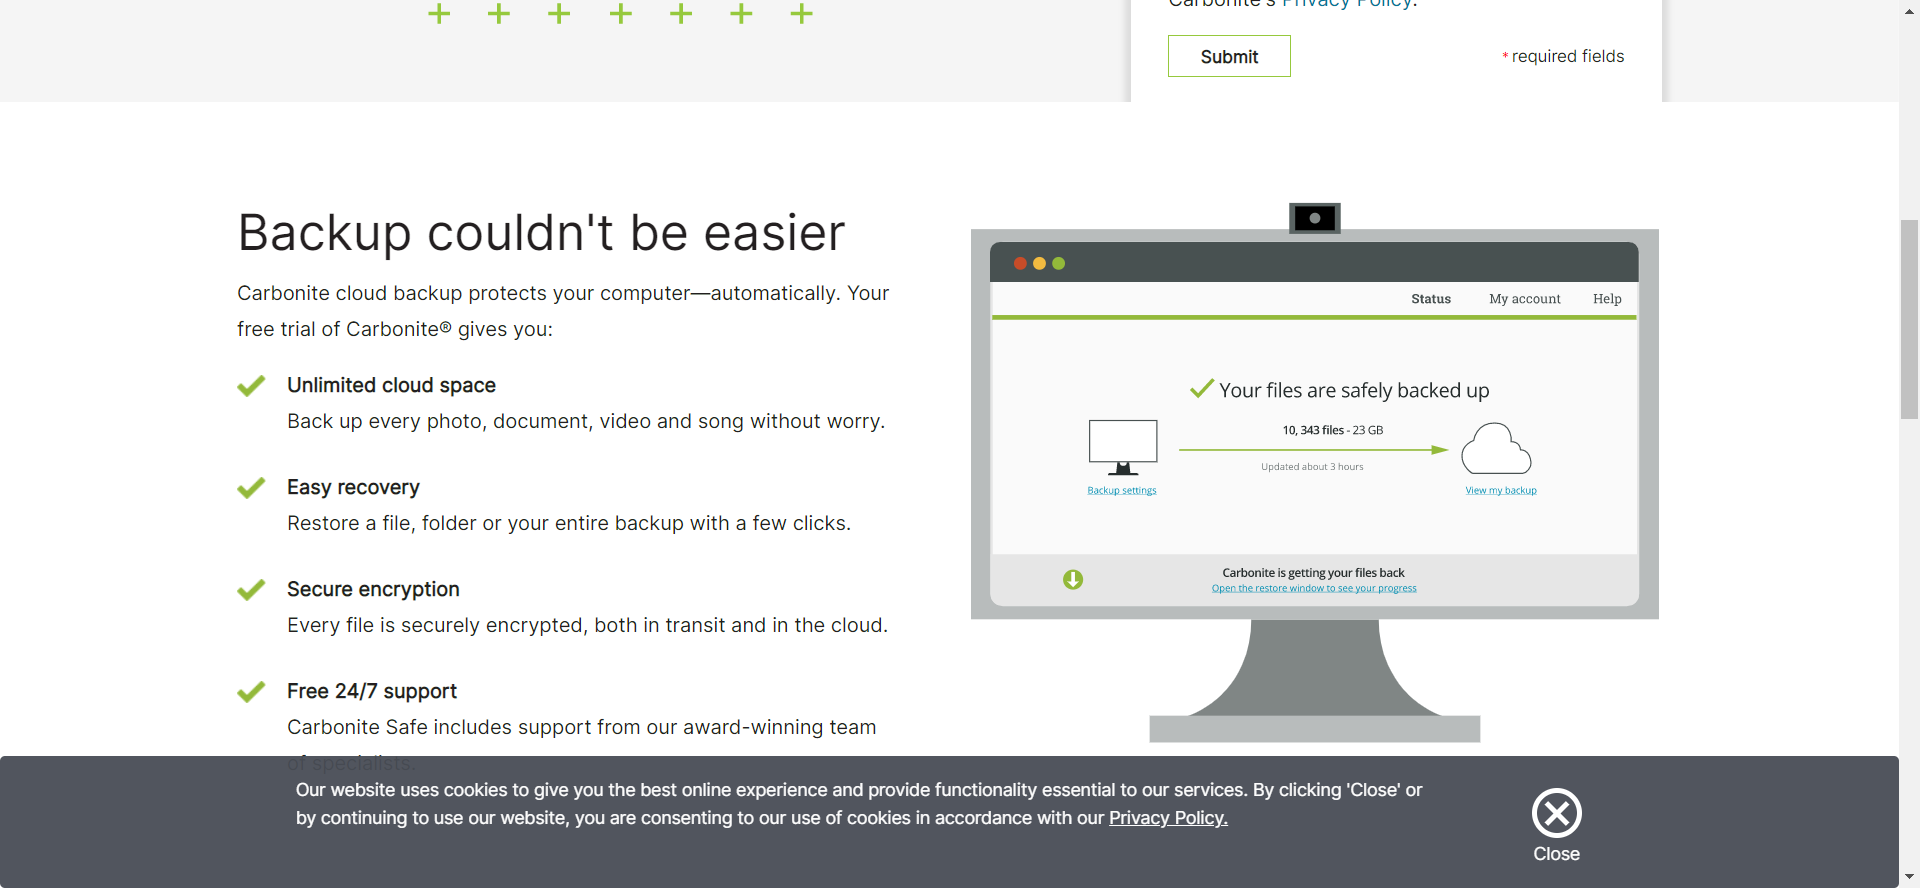 Carbonite's Privacy Policy.
Submit
* required fields
Backup couldn't be easier
Carbonite cloud backup protects your computer—automatically. Your
free trial of Carbonite® gives you:
Unlimited cloud space
Back up every photo, document, video and song without worry.
Easy recovery
Restore a file, folder or your entire backup with a few clicks.
Secure encryption
Every file is securely encrypted, both in transit and in the cloud.
Free 24/7 support
Carbonite Safe includes support from our award-winning team
of specialists.
Status My account Help
Your files are safely backed up
10, 343 files - 23 GB
Updated about 3 hours
Backup settings
View my backup
Carbonite is getting your files back
Open the restore window to see your progress
Our website uses cookies to give you the best online experience and provide functionality essential to our services. By clicking 'Close' or
by continuing to use our website, you are consenting to our use of cookies in accordance with our Privacy Policy.
Close